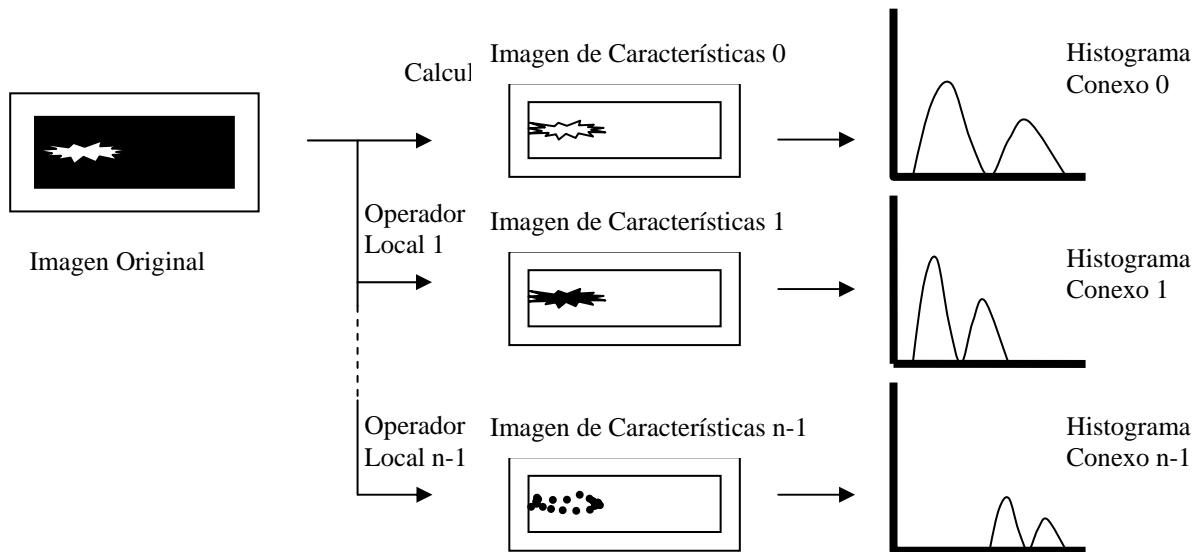 Imagen Original
Calcul
Imagen de Características 0
Histograma
Conexo 0
Operador
Local 1
Imagen de Características 1
Histograma
Conexo 1
Operador
Local n-1
Imagen de Características n-1
Histograma
Conexo n-1